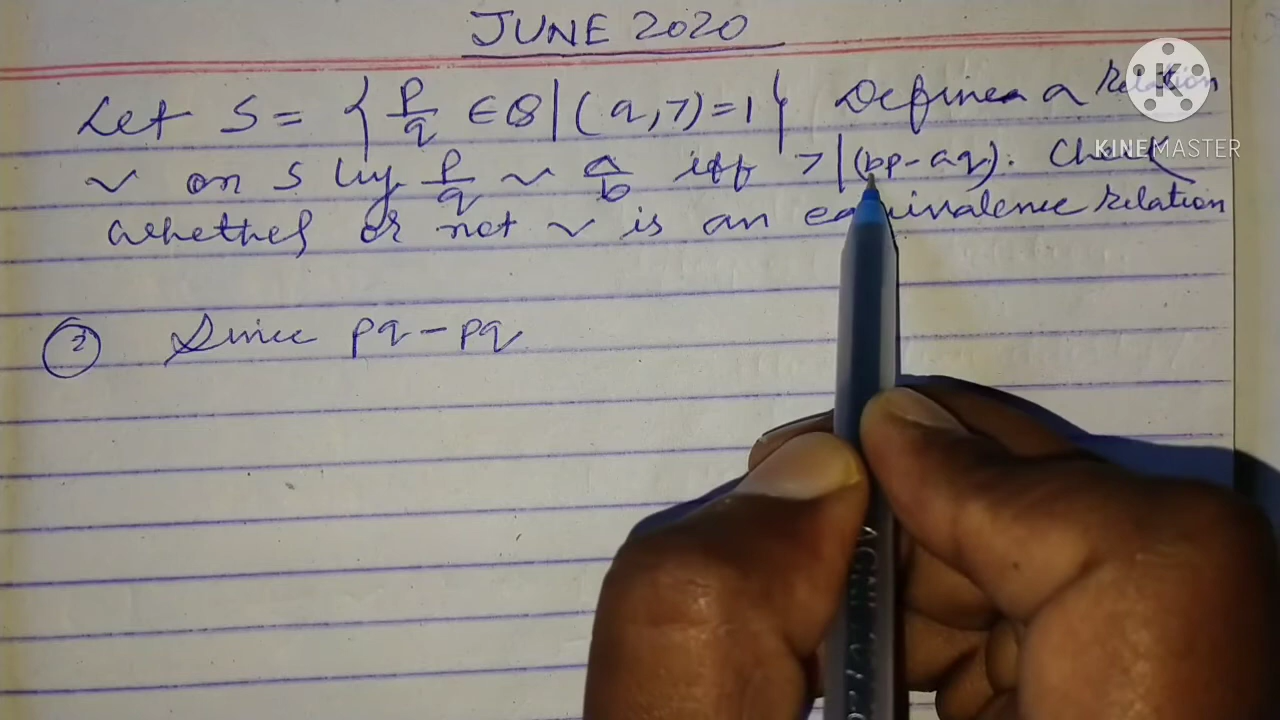 JUNE 2020
Let S = { p/q ∈ Q | (q, 7) = 1 } Define a relation
~ on S by p/q ~ a/b iff 7 | (bp - aq). Check
whether or not ~ is an equivalence relation
KINEMASTER
② Since pq - pq